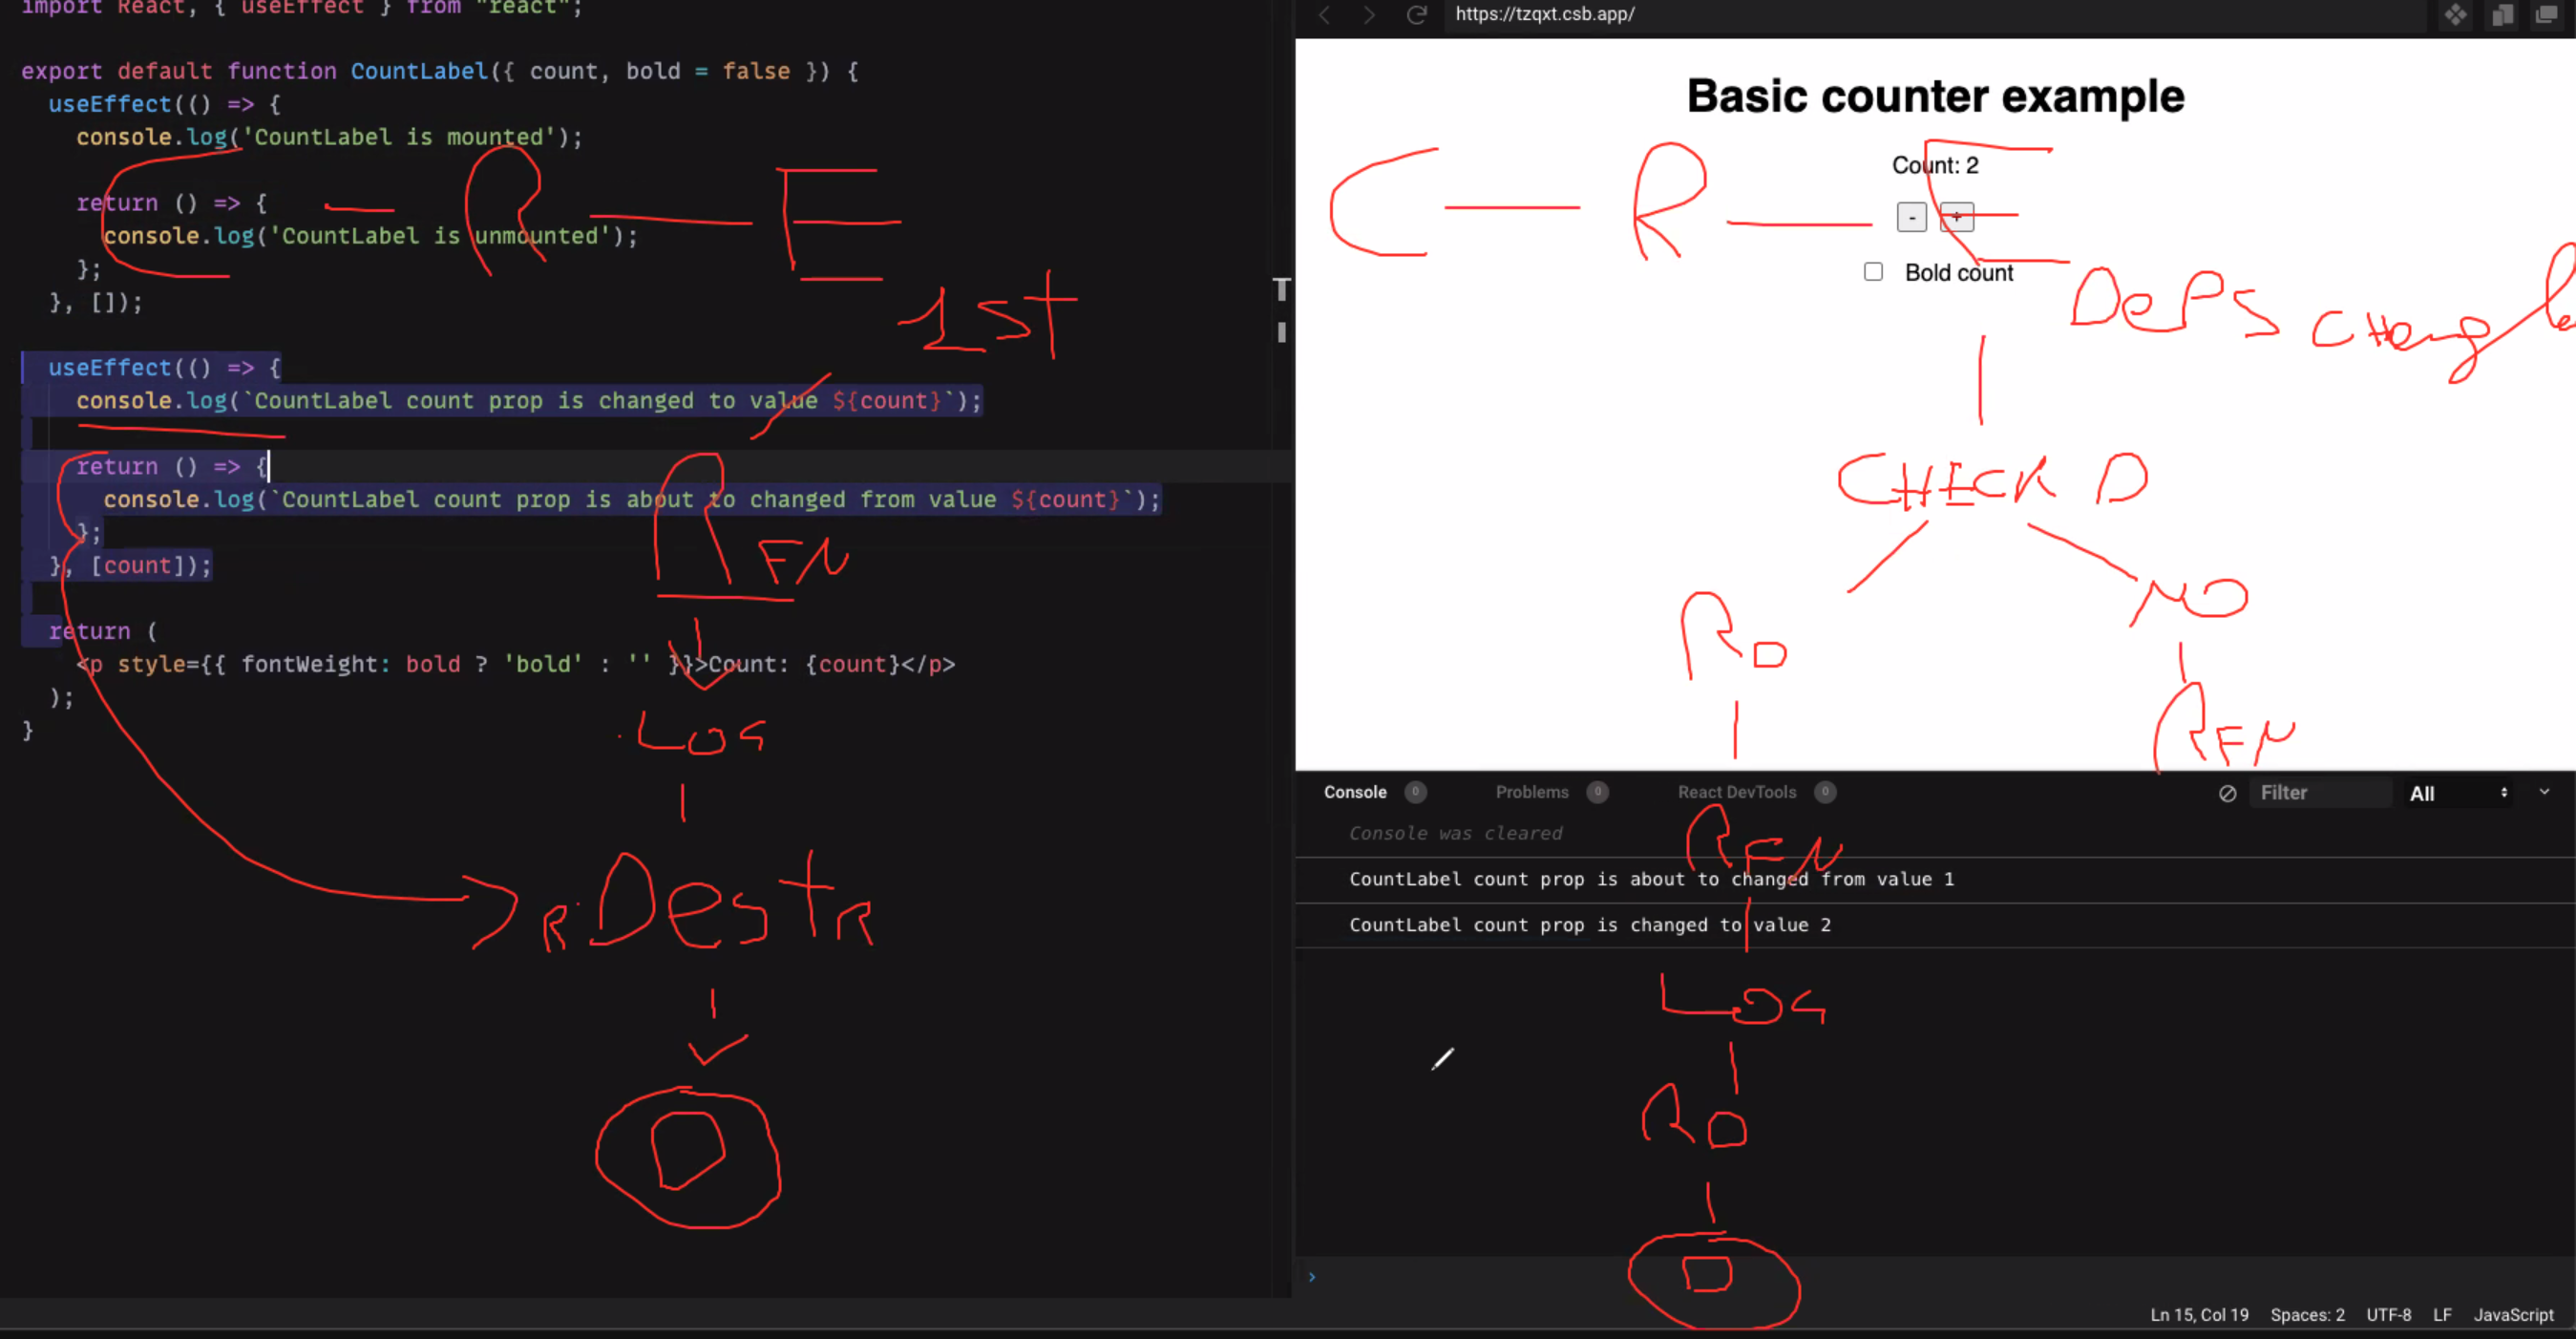 import React, { useEffect } from "react";
export default function CountLabel({ count, bold = false }) {
useEffect(() => {
console.log('CountLabel is mounted');
return () => {
console.log('CountLabel is unmounted');
};
}, []);
useEffect(() => {
console.log(`CountLabel count prop is changed to value ${count}`);
return () => {
console.log(`CountLabel count prop is about to changed from value ${count}`);
};
}, [count]);
return (
<p style={{ fontWeight: bold ? 'bold' : '' }}>Count: {count}</p>
);
}
C - R - E
1st
RFN
LOG
R DestR
D
https://tzqxt.csb.app/
Basic counter example
Count: 2
- +
Bold count
C - R - E
DePS
CHECK D
RD
NO
RFN
Console 0 Problems 0 React DevTools 0 Filter All
Console was cleared
RFN
CountLabel count prop is about to changed from value 1
CountLabel count prop is changed to value 2
LOG
RD
D
Ln 15, Col 19 Spaces: 2 UTF-8 LF JavaScript